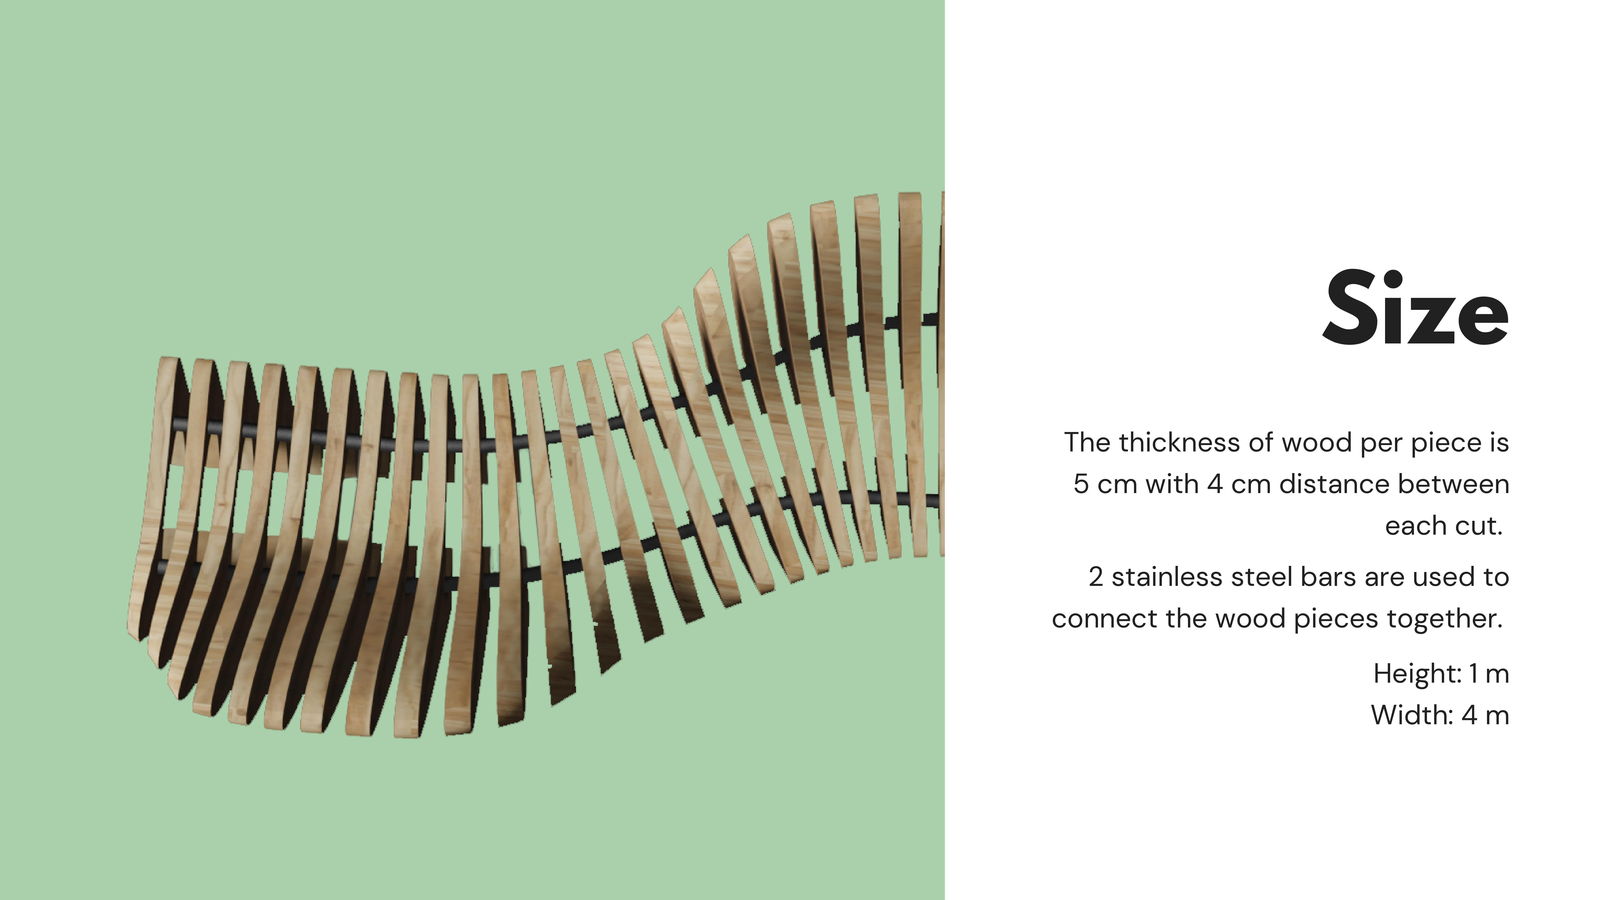 Size
The thickness of wood per piece is
5 cm with 4 cm distance between
each cut.
2 stainless steel bars are used to
connect the wood pieces together.
Height: 1 m
Width: 4 m